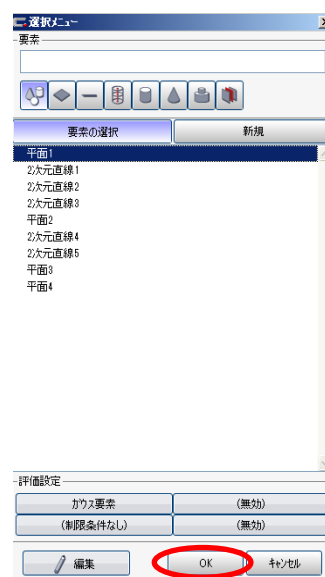 選択メニュー
要素
要素の選択 新規
平面1
2次元直線1
2次元直線2
2次元直線3
平面2
2次元直線4
2次元直線5
平面3
平面4
評価設定
ガウス要素 (無効)
(制限条件なし) (無効)
編集 OK キャンセル